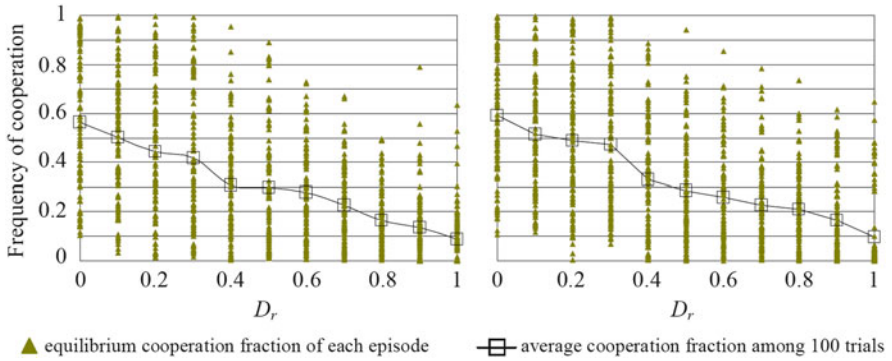 Frequency of cooperation
1
0.8
0.6
0.4
0.2
0
0 0.2 0.4 0.6 0.8 1
0 0.2 0.4 0.6 0.8 1
D_r
D_r
equilibrium cooperation fraction of each episode
average cooperation fraction among 100 trials